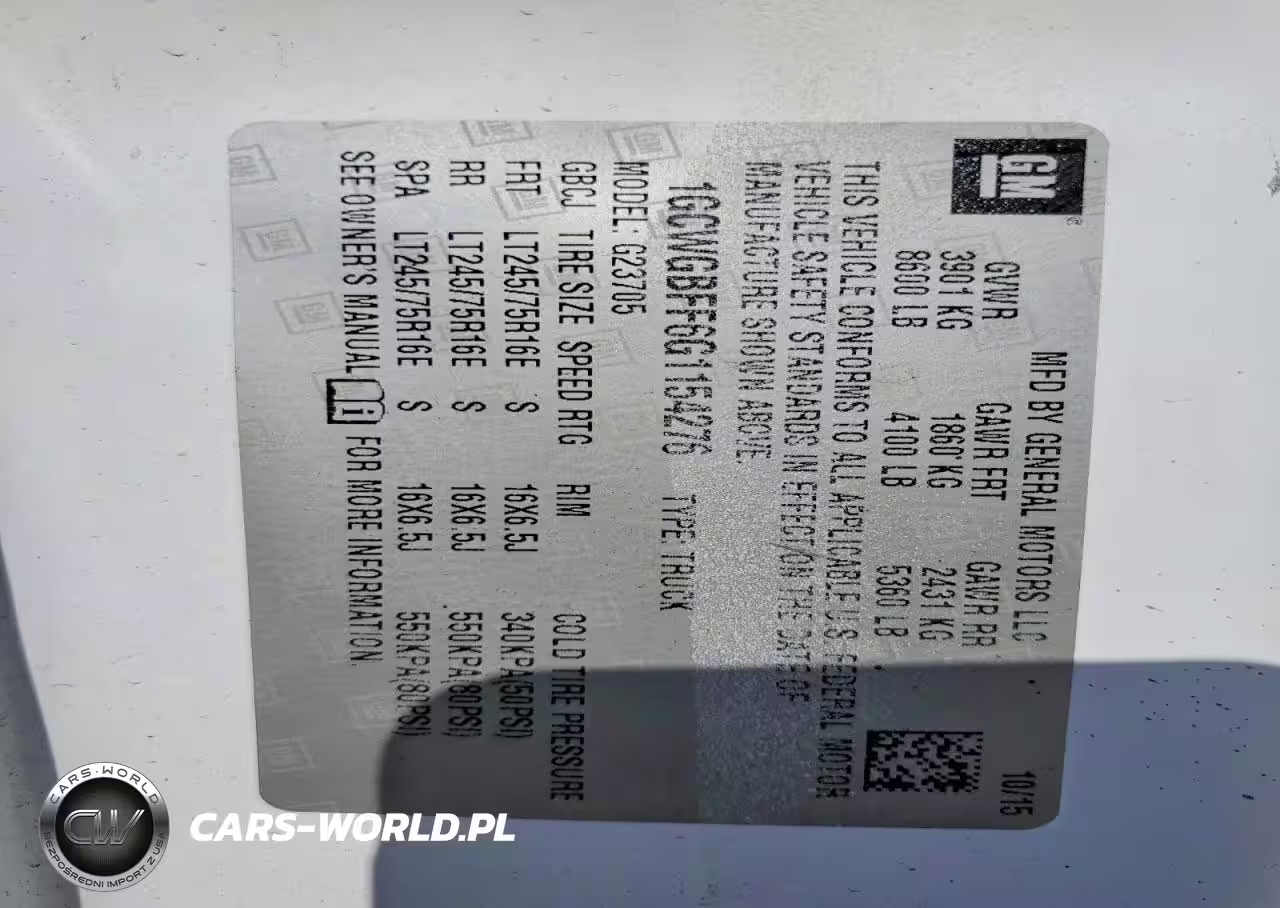 GM
MFD BY GENERAL MOTORS LLC 10/15
GVWR GAWR FRT GAWR RR
3901 KG 1860 KG 2431 KG
8600 LB 4100 LB 5360 LB
THIS VEHICLE CONFORMS TO ALL APPLICABLE U.S. FEDERAL MOTOR
VEHICLE SAFETY STANDARDS IN EFFECT ON THE DATE OF
MANUFACTURE SHOWN ABOVE.
1GCWGBFF6G1154276 TYPE: TRUCK
MODEL: G23705
GBCJ TIRE SIZE SPEED RTG RIM COLD TIRE PRESSURE
FRT LT245/75R16E S 16X6.5J 340KPA(50PSI)
RR LT245/75R16E S 16X6.5J 550KPA(80PSI)
SPA LT245/75R16E S 16X6.5J 550KPA(80PSI)
SEE OWNER'S MANUAL FOR MORE INFORMATION.
CARS-WORLD
CW
BEZPOŚREDNI IMPORT Z USA
CARS-WORLD.PL